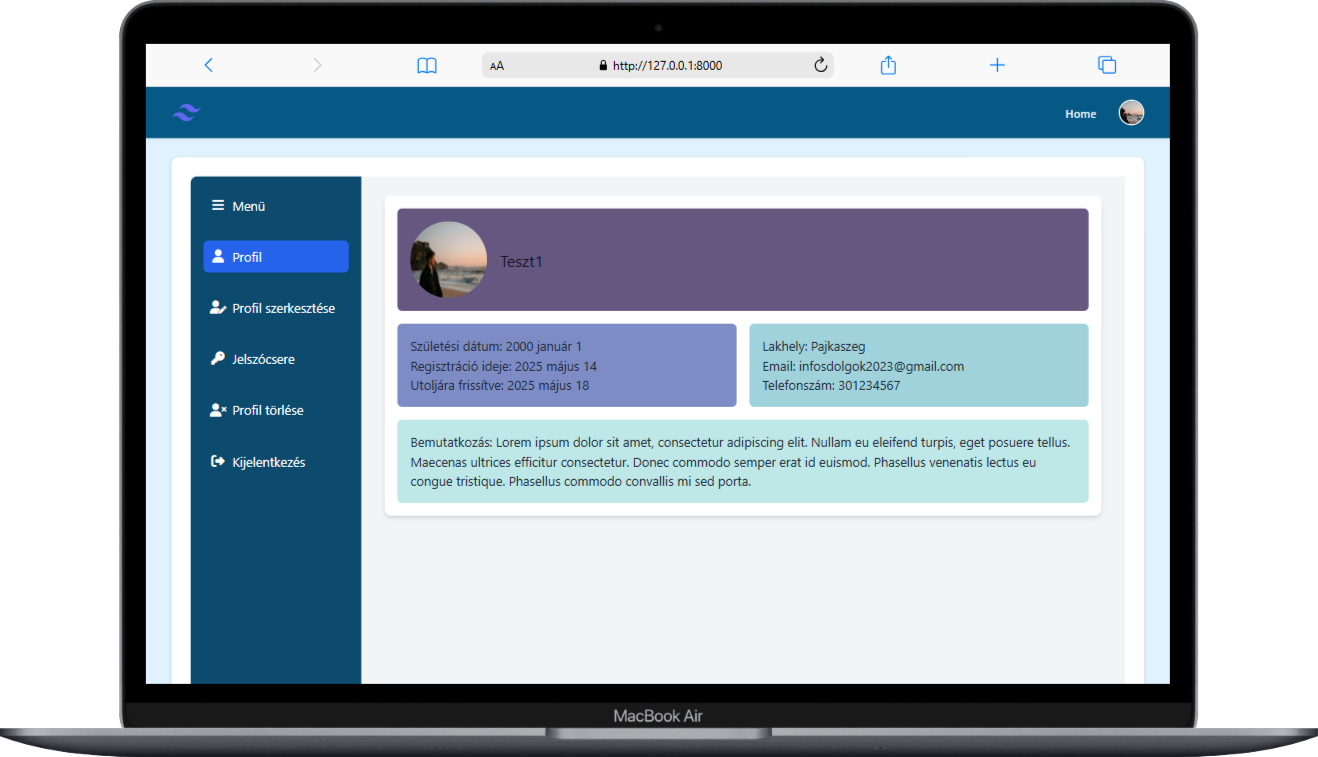 AA
http://127.0.0.1:8000
Home
Menü
Profil
Profil szerkesztése
Jelszócsere
Profil törlése
Kijelentkezés
Teszt1
Születési dátum: 2000 január 1
Regisztráció ideje: 2025 május 14
Utoljára frissítve: 2025 május 18
Lakhely: Pajkaszeg
Email: infosdolgok2023@gmail.com
Telefonszám: 301234567
Bemutatkozás: Lorem ipsum dolor sit amet, consectetur adipiscing elit. Nullam eu eleifend turpis, eget posuere tellus.
Maecenas ultrices efficitur consectetur. Donec commodo semper erat id euismod. Phasellus venenatis lectus eu
congue tristique. Phasellus commodo convallis mi sed porta.
MacBook Air